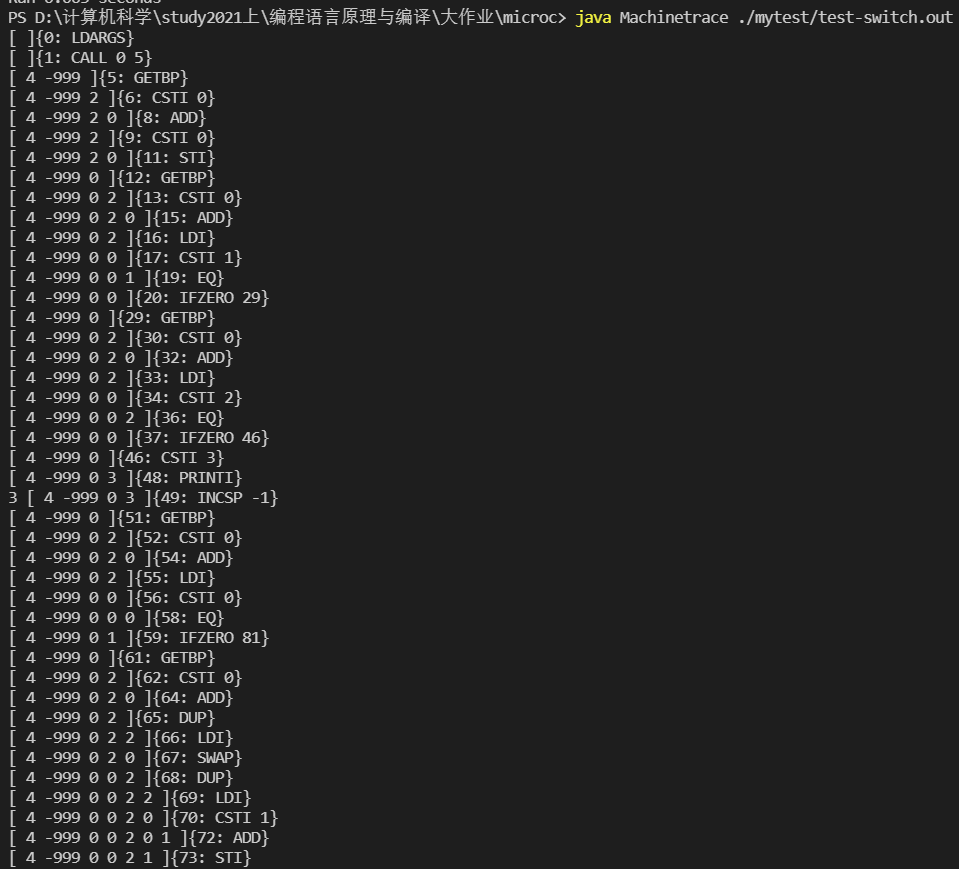 Ran 0.005 seconds
PS D:\计算机科学\study2021上\编程语言原理与编译\大作业\microc> java Machinetrace ./mytest/test-switch.out
[ ]{0: LDARGS}
[ ]{1: CALL 0 5}
[ 4 -999 ]{5: GETBP}
[ 4 -999 2 ]{6: CSTI 0}
[ 4 -999 2 0 ]{8: ADD}
[ 4 -999 2 ]{9: CSTI 0}
[ 4 -999 2 0 ]{11: STI}
[ 4 -999 0 ]{12: GETBP}
[ 4 -999 0 2 ]{13: CSTI 0}
[ 4 -999 0 2 0 ]{15: ADD}
[ 4 -999 0 2 ]{16: LDI}
[ 4 -999 0 0 ]{17: CSTI 1}
[ 4 -999 0 0 1 ]{19: EQ}
[ 4 -999 0 0 ]{20: IFZERO 29}
[ 4 -999 0 ]{29: GETBP}
[ 4 -999 0 2 ]{30: CSTI 0}
[ 4 -999 0 2 0 ]{32: ADD}
[ 4 -999 0 2 ]{33: LDI}
[ 4 -999 0 0 ]{34: CSTI 2}
[ 4 -999 0 0 2 ]{36: EQ}
[ 4 -999 0 0 ]{37: IFZERO 46}
[ 4 -999 0 ]{46: CSTI 3}
[ 4 -999 0 3 ]{48: PRINTI}
3 [ 4 -999 0 3 ]{49: INCSP -1}
[ 4 -999 0 ]{51: GETBP}
[ 4 -999 0 2 ]{52: CSTI 0}
[ 4 -999 0 2 0 ]{54: ADD}
[ 4 -999 0 2 ]{55: LDI}
[ 4 -999 0 0 ]{56: CSTI 0}
[ 4 -999 0 0 0 ]{58: EQ}
[ 4 -999 0 1 ]{59: IFZERO 81}
[ 4 -999 0 ]{61: GETBP}
[ 4 -999 0 2 ]{62: CSTI 0}
[ 4 -999 0 2 0 ]{64: ADD}
[ 4 -999 0 2 ]{65: DUP}
[ 4 -999 0 2 2 ]{66: LDI}
[ 4 -999 0 2 0 ]{67: SWAP}
[ 4 -999 0 0 2 ]{68: DUP}
[ 4 -999 0 0 2 2 ]{69: LDI}
[ 4 -999 0 0 2 0 ]{70: CSTI 1}
[ 4 -999 0 0 2 0 1 ]{72: ADD}
[ 4 -999 0 0 2 1 ]{73: STI}